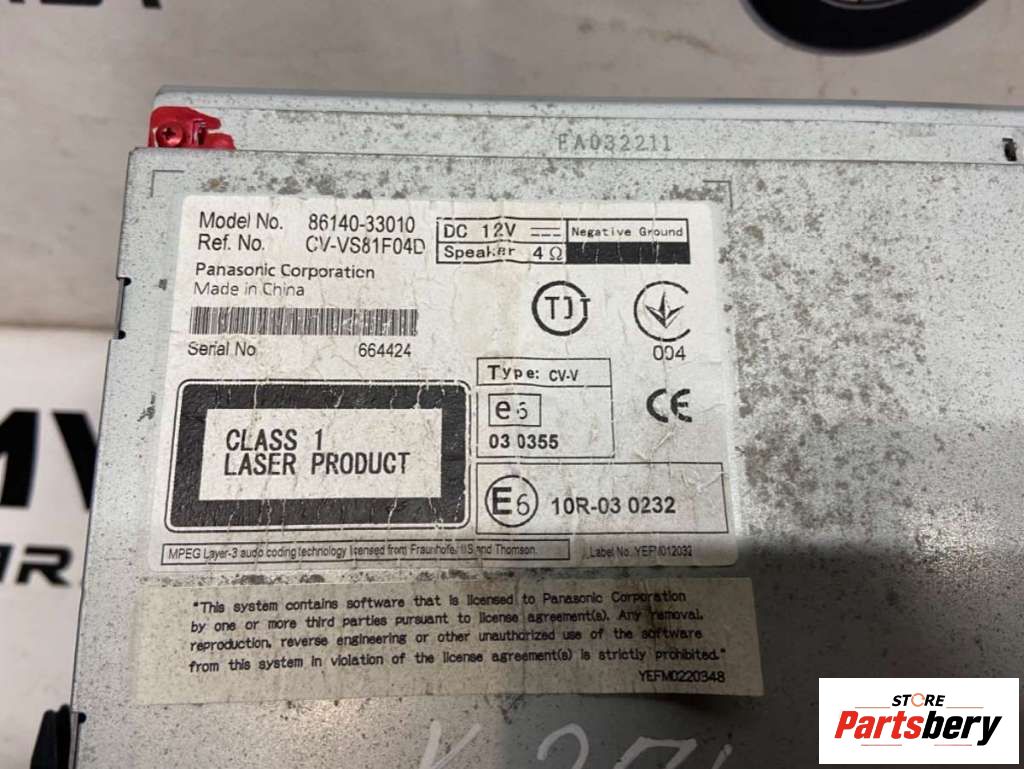 EA032211
Model No. 86140-33010
Ref. No. CV-VS81F04D
DC 12V
Negative Ground
Speaker 4Ω
Panasonic Corporation
Made in China
Serial No 664424
TJT
004
CE
Type: CV-V
e6
03 0355
E6 10R-03 0232
CLASS 1
LASER PRODUCT
MPEG Layer-3 audio coding technology licensed from Fraunhofer IIS and Thomson.
Label No. YEFM012032
"This system contains software that is licensed to Panasonic Corporation
by one or more third parties pursuant to license agreement(s). Any removal,
reproduction, reverse engineering or other unauthorized use of the software
from this system in violation of the license agreement(s) is strictly prohibited."
YEFM0220348
STORE
Partsbery